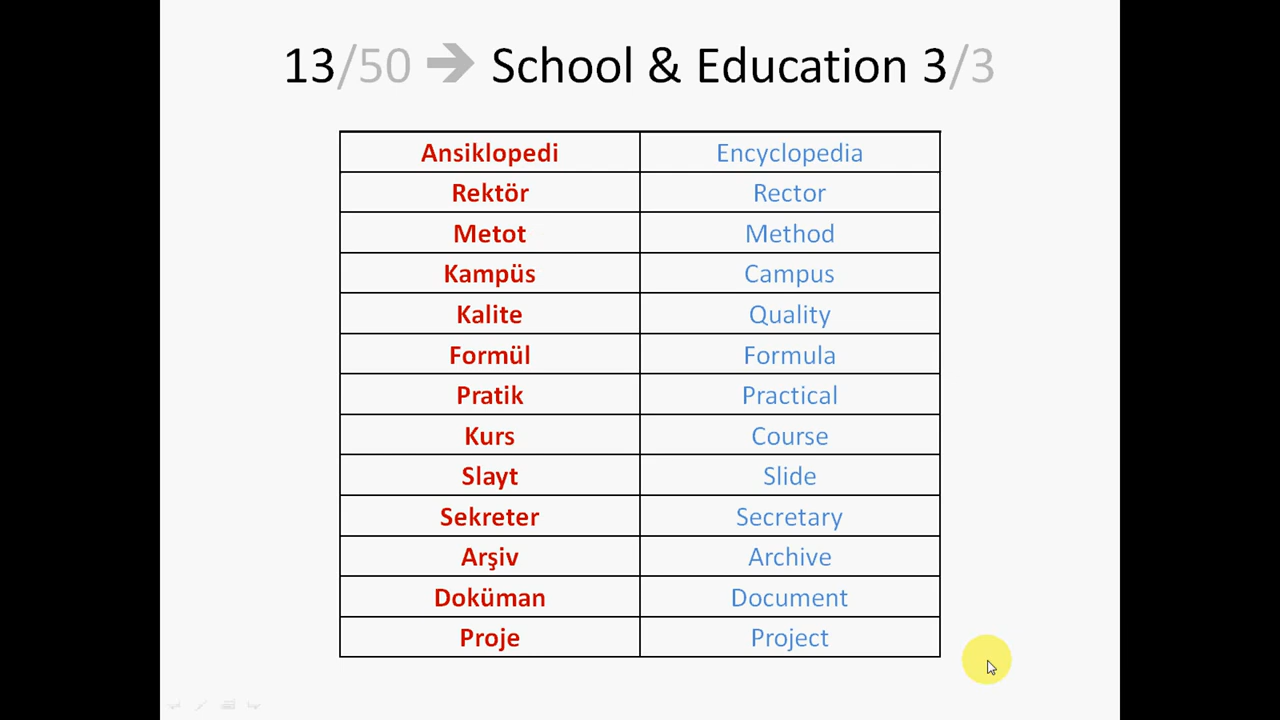 13/50 → School & Education 3/3
Ansiklopedi Encyclopedia
Rektör Rector
Metot Method
Kampüs Campus
Kalite Quality
Formül Formula
Pratik Practical
Kurs Course
Slayt Slide
Sekreter Secretary
Arşiv Archive
Doküman Document
Proje Project